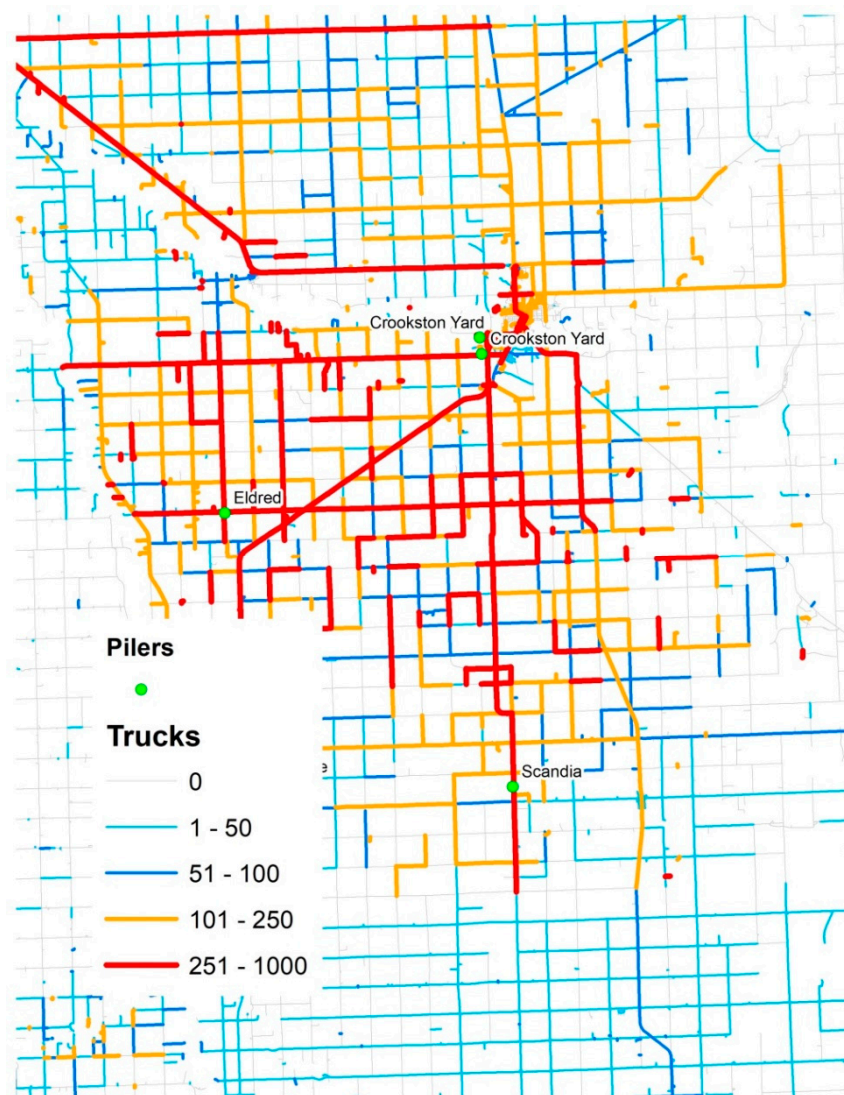 Crookston Yard
Crookston Yard
Eldred
Pilers
Trucks
0
e
Scandia
1 - 50
51 - 100
101 - 250
251 - 1000